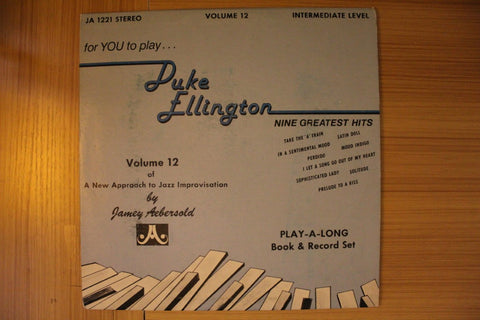 JA 1221 STEREO VOLUME 12 INTERMEDIATE LEVEL
for YOU to play...
Duke
Ellington
NINE GREATEST HITS
TAKE THE 'A' TRAIN SATIN DOLL
IN A SENTIMENTAL MOOD MOOD INDIGO
PERDIDO
I LET A SONG GO OUT OF MY HEART
SOPHISTICATED LADY SOLITUDE
PRELUDE TO A KISS
Volume 12
of
A New Approach to Jazz Improvisation
by
Jamey Aebersold
JA
PLAY-A-LONG
Book & Record Set